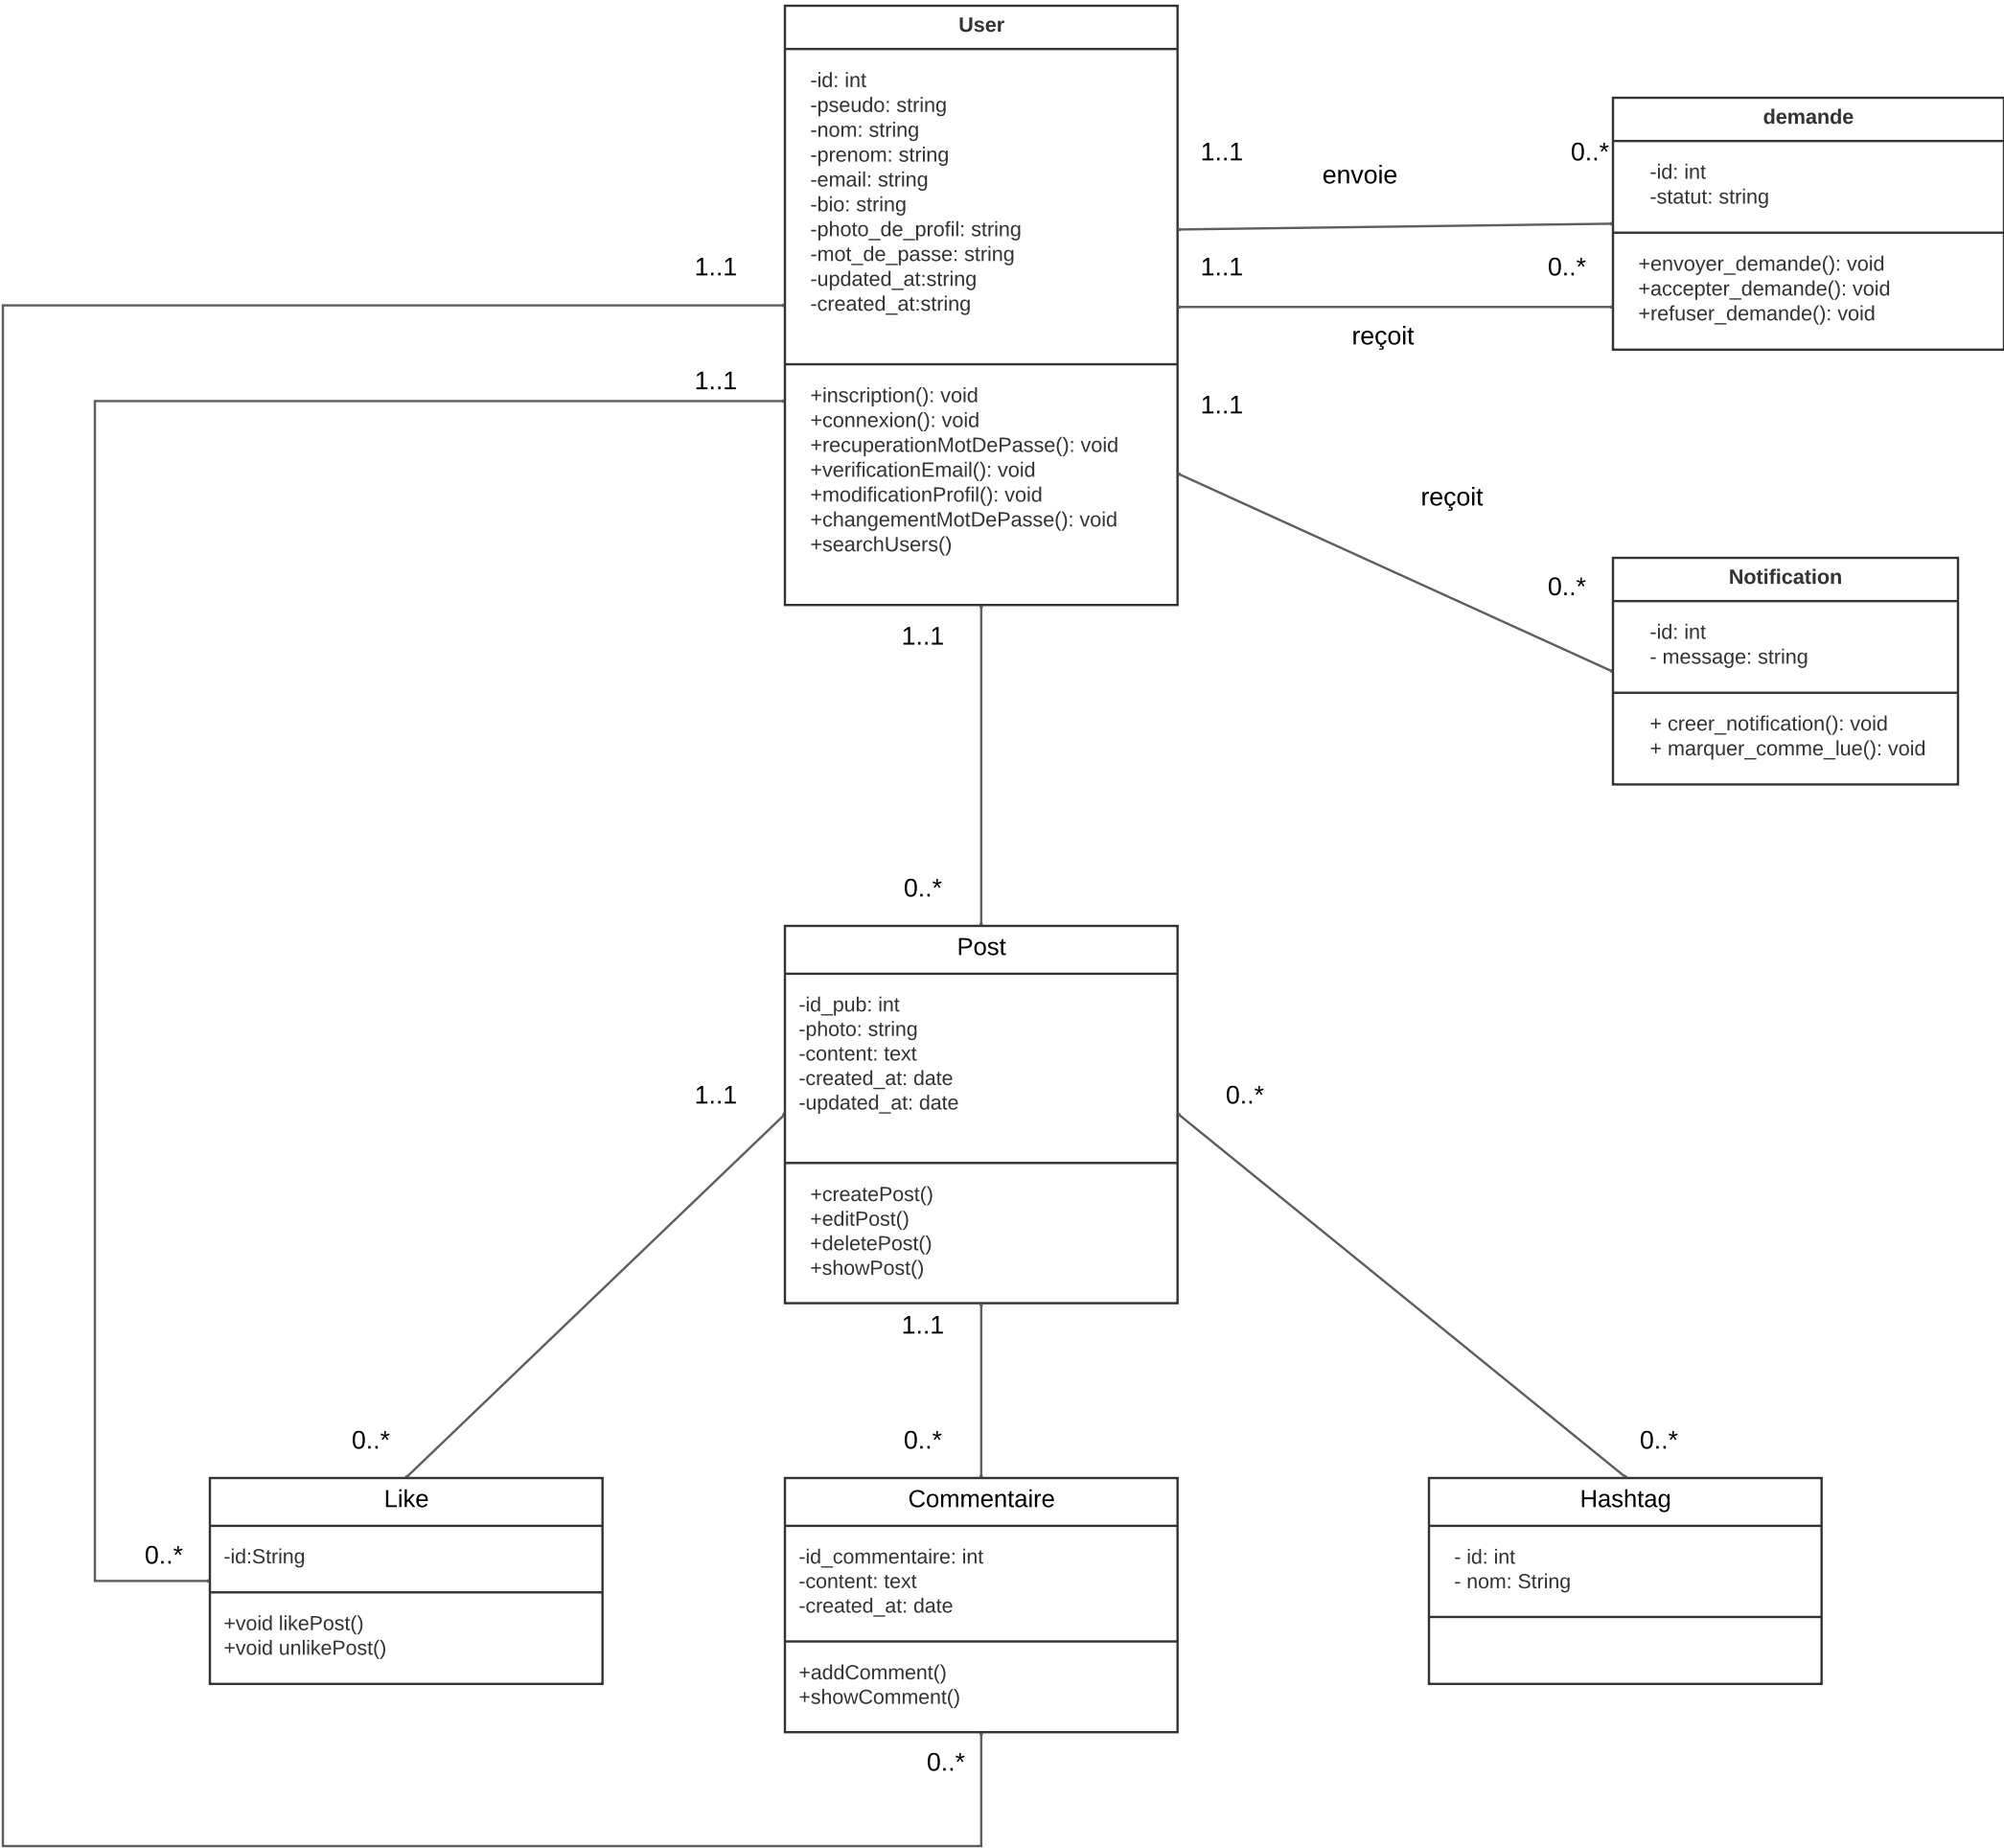 User
-id: int
-pseudo: string
-nom: string
-prenom: string
-email: string
-bio: string
-photo_de_profil: string
-mot_de_passe: string
-updated_at:string
-created_at:string
+inscription(): void
+connexion(): void
+recuperationMotDePasse(): void
+verificationEmail(): void
+modificationProfil(): void
+changementMotDePasse(): void
+searchUsers()
1..1
envoie
0..*
1..1
reçoit
0..*
demande
-id: int
-statut: string
+envoyer_demande(): void
+accepter_demande(): void
+refuser_demande(): void
1..1
reçoit
0..*
Notification
-id: int
- message: string
+ creer_notification(): void
+ marquer_comme_lue(): void
1..1
1..1
1..1
0..*
Post
-id_pub: int
-photo: string
-content: text
-created_at: date
-updated_at: date
+createPost()
+editPost()
+deletePost()
+showPost()
1..1
0..*
1..1
0..*
0..*
0..*
0..*
Like
-id:String
+void likePost()
+void unlikePost()
Commentaire
-id_commentaire: int
-content: text
-created_at: date
+addComment()
+showComment()
0..*
Hashtag
- id: int
- nom: String